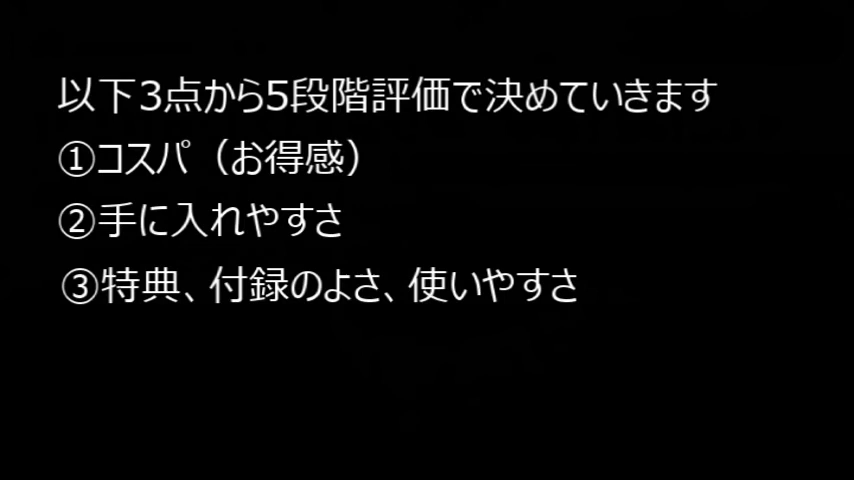 以下3点から5段階評価で決めていきます
①コスパ（お得感）
②手に入れやすさ
③特典、付録のよさ、使いやすさ